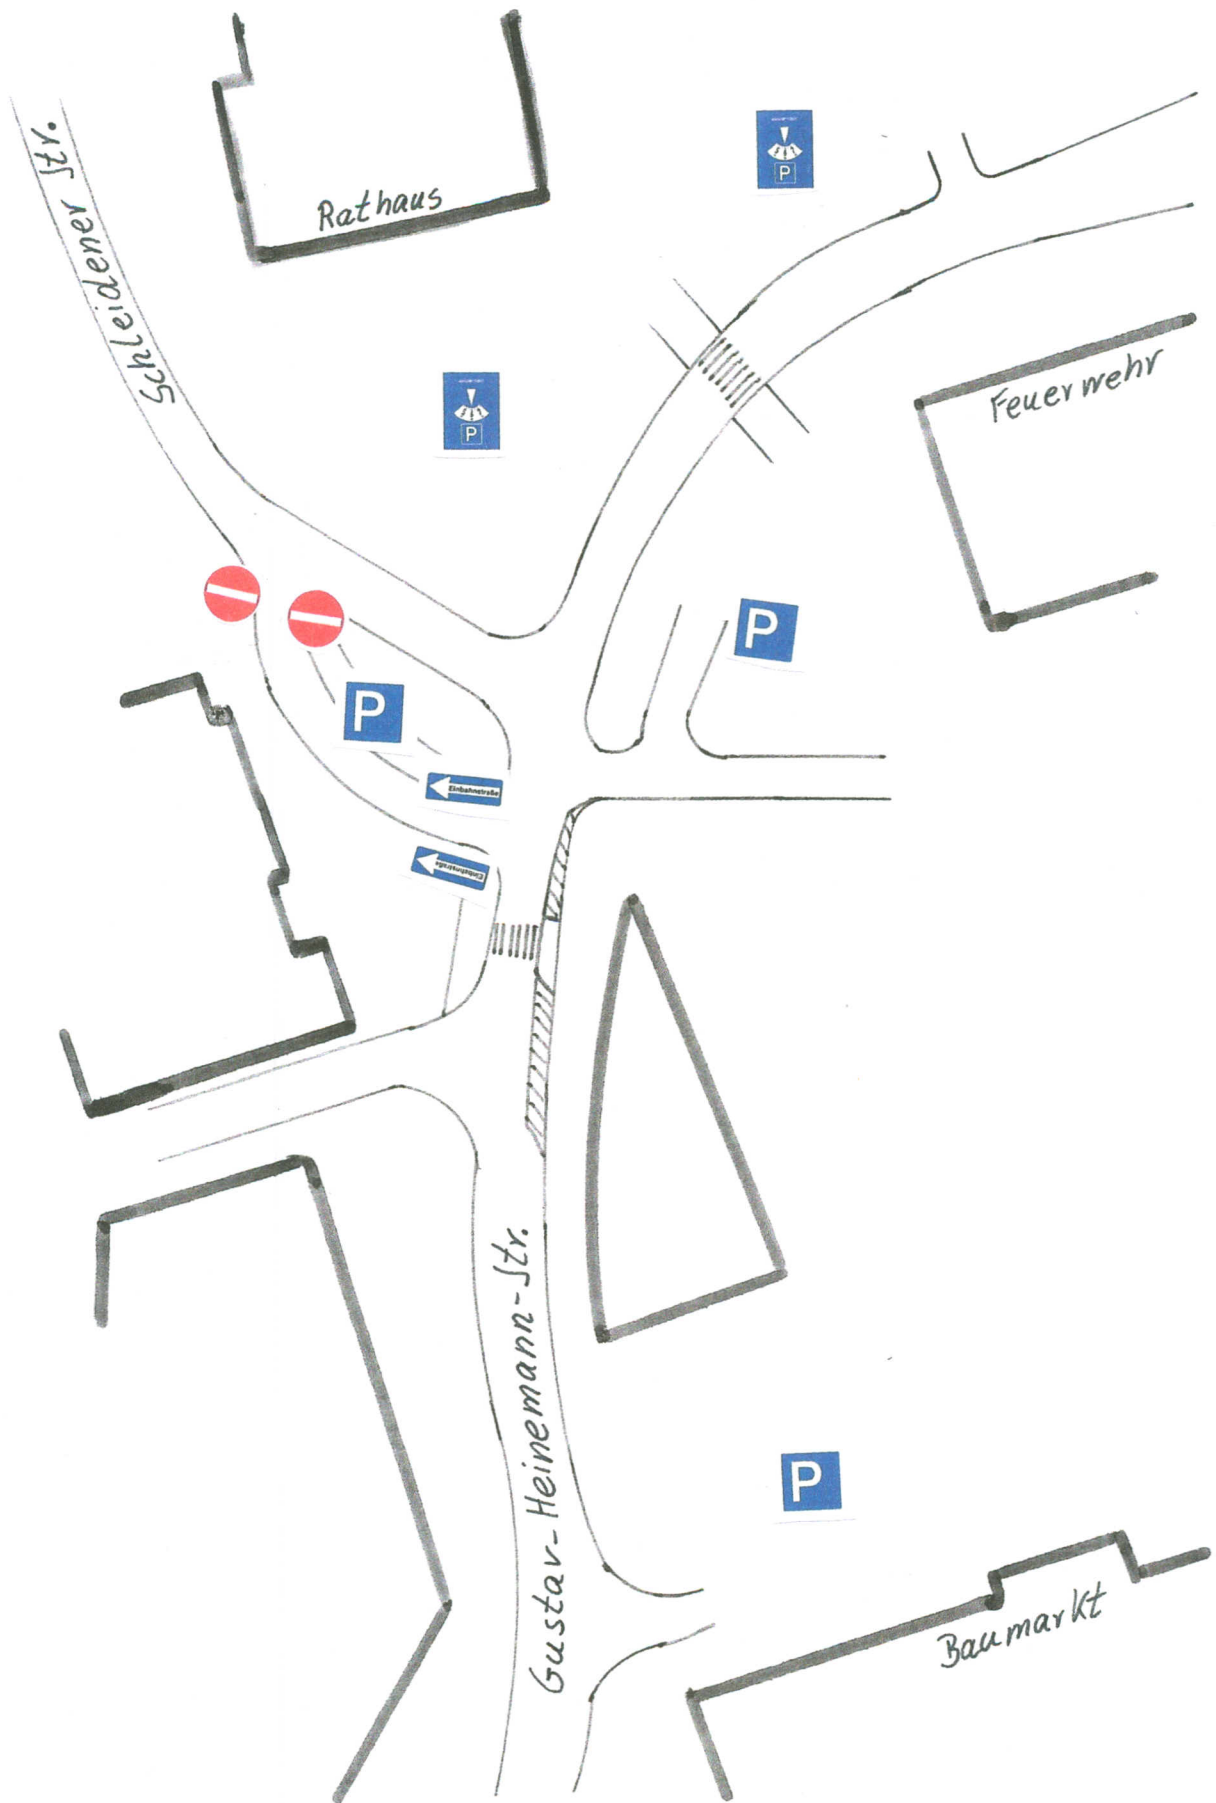 Schleidener Str.
Rathaus
P
P
Feuerwehr
P
P
Einbahnstraße
Einbahnstraße
Gustav-Heinemann-Str.
P
Baumarkt